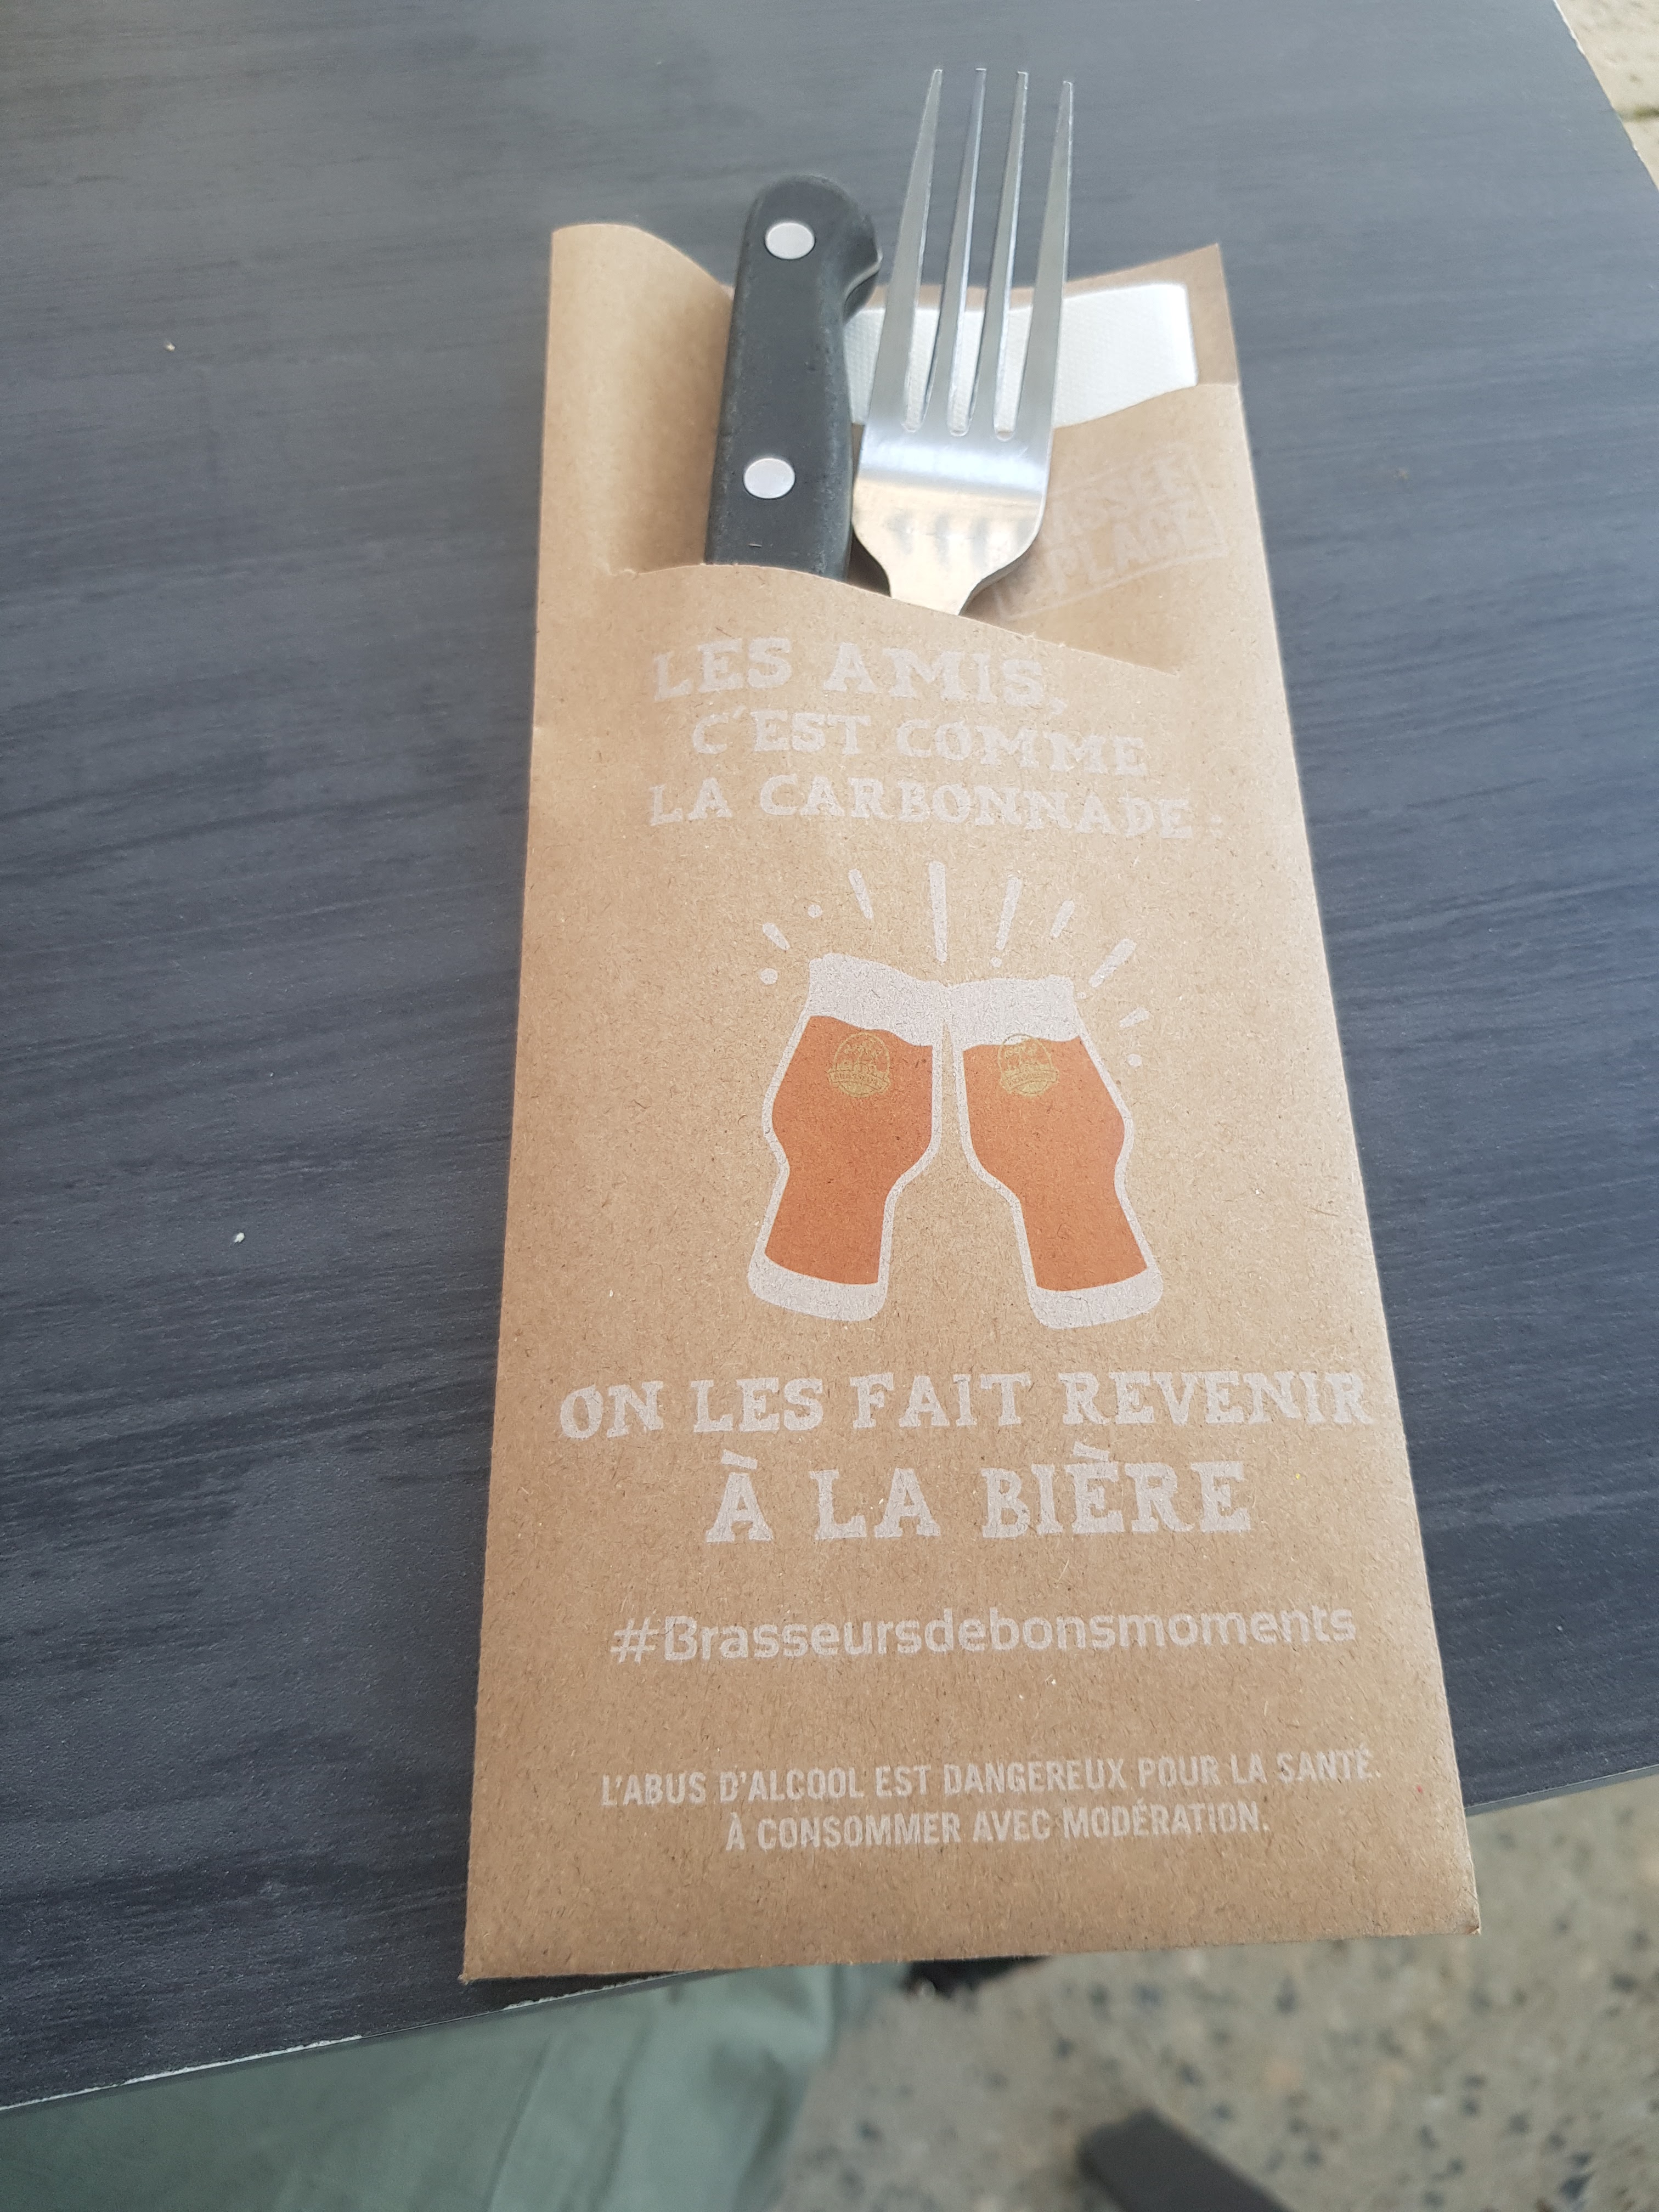 PLACE
LES AMIS,
C'EST COMME
LA CARBONNADE :
ON LES FAIT REVENIR
À LA BIÈRE
#Brasseursdebonsmoments
L'ABUS D'ALCOOL EST DANGEREUX POUR LA SANTÉ.
À CONSOMMER AVEC MODÉRATION.